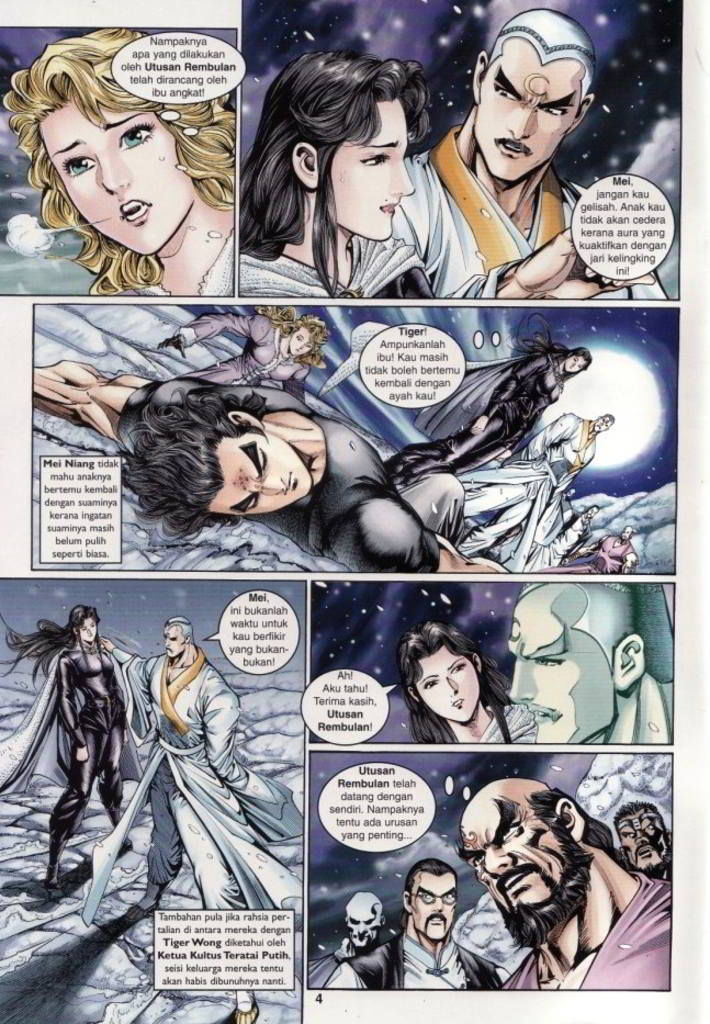 Nampaknya
apa yang dilakukan
oleh Utusan Rembulan
telah dirancang oleh
ibu angkat!
Mei,
jangan kau
gelisah. Anak kau
tidak akan cedera
kerana aura yang
kuaktifkan dengan
jari kelingking
ini!
Tiger!
Ampunkanlah
ibu! Kau masih
tidak boleh bertemu
kembali dengan
ayah kau!
Mei Niang tidak
mahu anaknya
bertemu kembali
dengan suaminya
kerana ingatan
suaminya masih
belum pulih
seperti biasa.
Mei,
ini bukanlah
waktu untuk
kau berfikir
yang bukan-
bukan!
Tambahan pula jika rahsia per-
talian di antara mereka dengan
Tiger Wong diketahui oleh
Ketua Kultus Teratai Putih,
seisi keluarga mereka tentu
akan habis dibunuhnya nanti.
Ah!
Aku tahu!
Terima kasih,
Utusan
Rembulan!
Utusan
Rembulan telah
datang dengan
sendiri. Nampaknya
tentu ada urusan
yang penting...
4